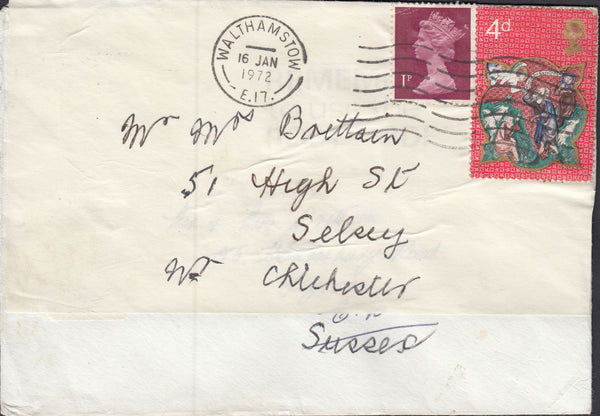 WALTHAMSTOW
16 JAN
1972
E.17.
1P
4d
Mr Mrs Brittain
51 High St
Selsey
Nr Chichester
Sussex